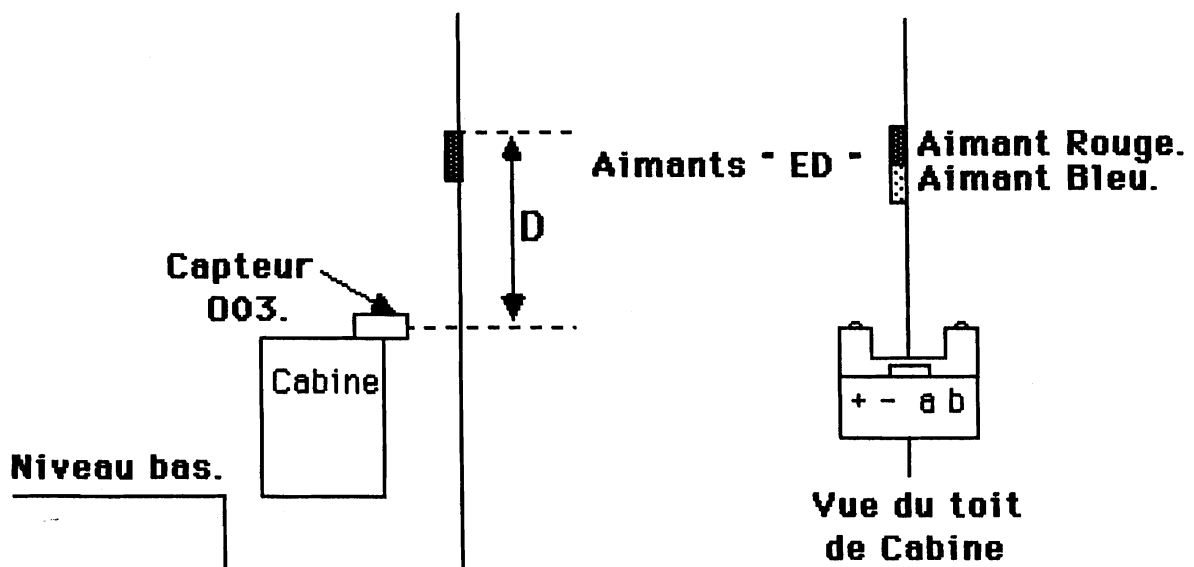 Aimants - ED -
Aimant Rouge.
Aimant Bleu.
D
Capteur
003.
Cabine
+ - a b
Niveau bas.
Vue du toit
de Cabine